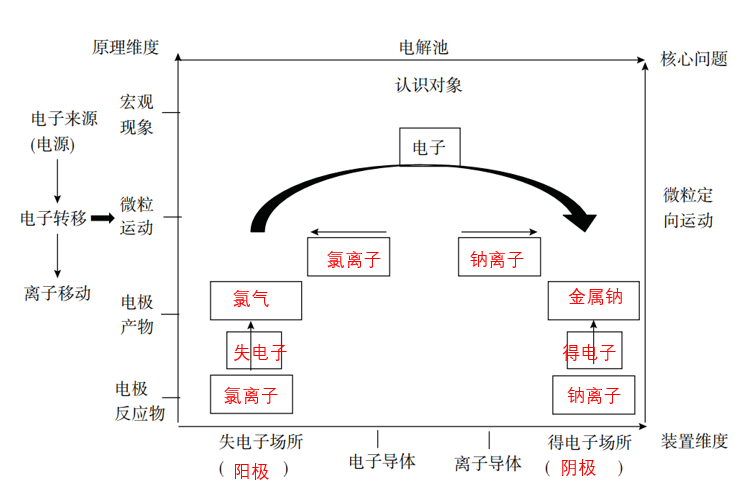 原理维度
电解池
核心问题
认识对象
宏观
现象
电子来源
(电源)
电子
微粒
运动
电子转移
微粒定
向运动
氯离子
钠离子
离子移动
电极
产物
氯气
金属钠
失电子
得电子
电极
反应物
氯离子
钠离子
失电子场所
(阳极)
电子导体
离子导体
得电子场所
(阴极)
装置维度